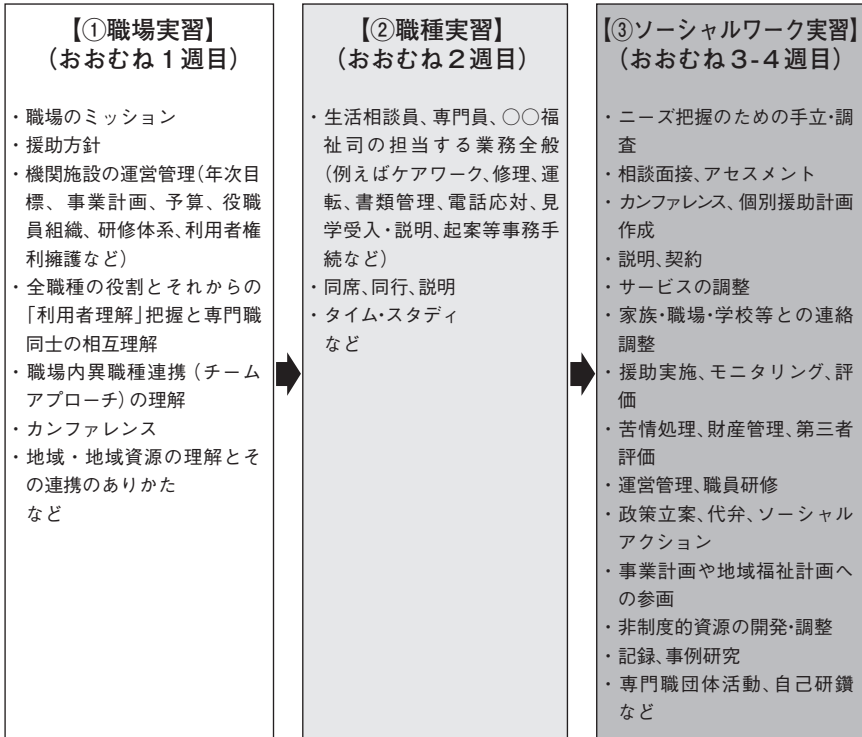 【①職場実習】
（おおむね１週目）
・職場のミッション
・援助方針
・機関施設の運営管理(年次目
標、事業計画、予算、役職
員組織、研修体系、利用者権
利擁護など)
・全職種の役割とそれからの
「利用者理解」把握と専門職
同士の相互理解
・職場内異職種連携（チーム
アプローチ）の理解
・カンファレンス
・地域・地域資源の理解とそ
の連携のありかた
など
【②職種実習】
（おおむね２週目）
・生活相談員、専門員、○○福
祉司の担当する業務全般
(例えばケアワーク、修理、運
転、書類管理、電話応対、見
学受入・説明、起案等事務手
続など)
・同席、同行、説明
・タイム・スタディ
など
【③ソーシャルワーク実習】
（おおむね３-４週目）
・ニーズ把握のための手立・調
査
・相談面接、アセスメント
・カンファレンス、個別援助計画
作成
・説明、契約
・サービスの調整
・家族・職場・学校等との連絡
調整
・援助実施、モニタリング、評
価
・苦情処理、財産管理、第三者
評価
・運営管理、職員研修
・政策立案、代弁、ソーシャル
アクション
・事業計画や地域福祉計画へ
の参画
・非制度的資源の開発・調整
・記録、事例研究
・専門職団体活動、自己研鑽
など